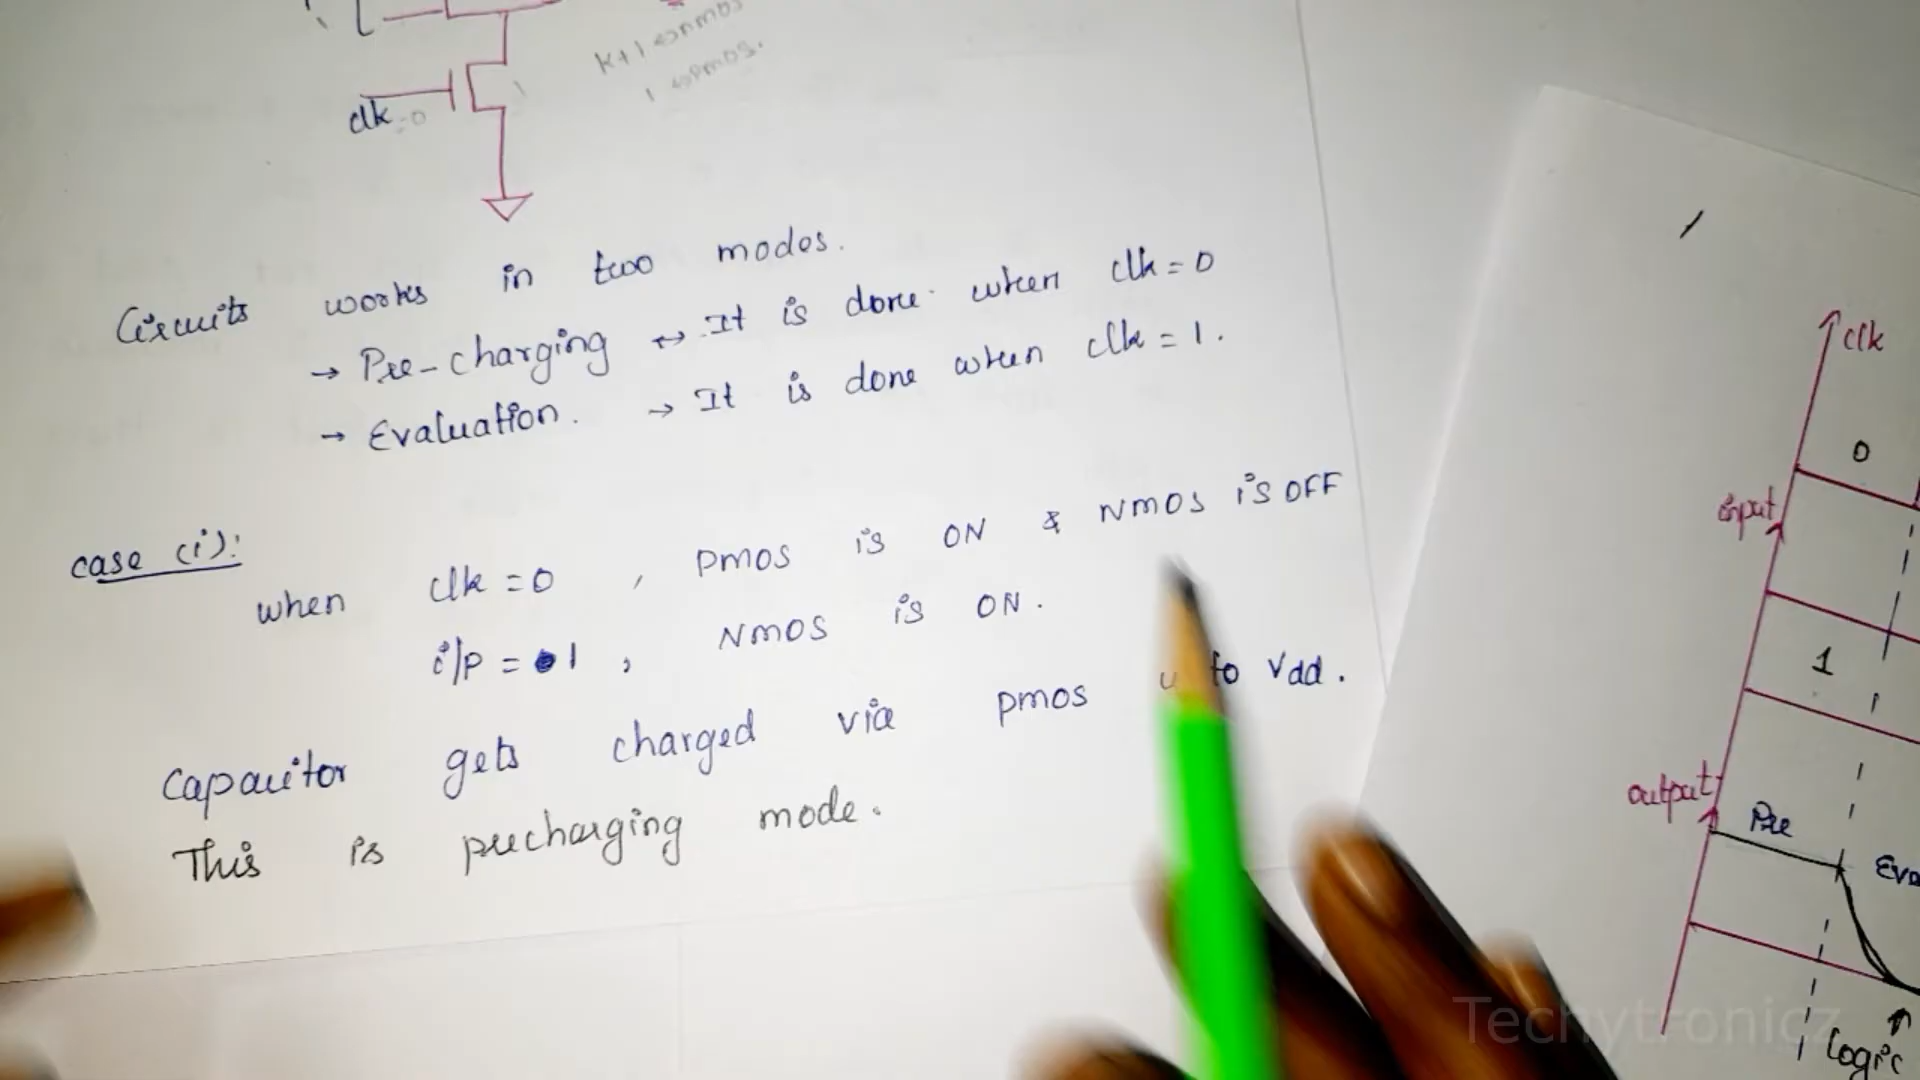 k+1 ⇔ nmos
1 ⇔ Pmos.
clk = 0
Circuits works in two modes.
→ Pre-charging ↔ It is done when clk = 0
→ Evaluation. → It is done when clk = 1.
case (i):
when clk = 0, PMOS is ON & NMOS is OFF
i/p = 1, NMOS is ON.
Capacitor gets charged via PMOS to Vdd.
This is precharging mode.
clk
0
input
1
output
Pre
Eva
Logic
Techytronicz